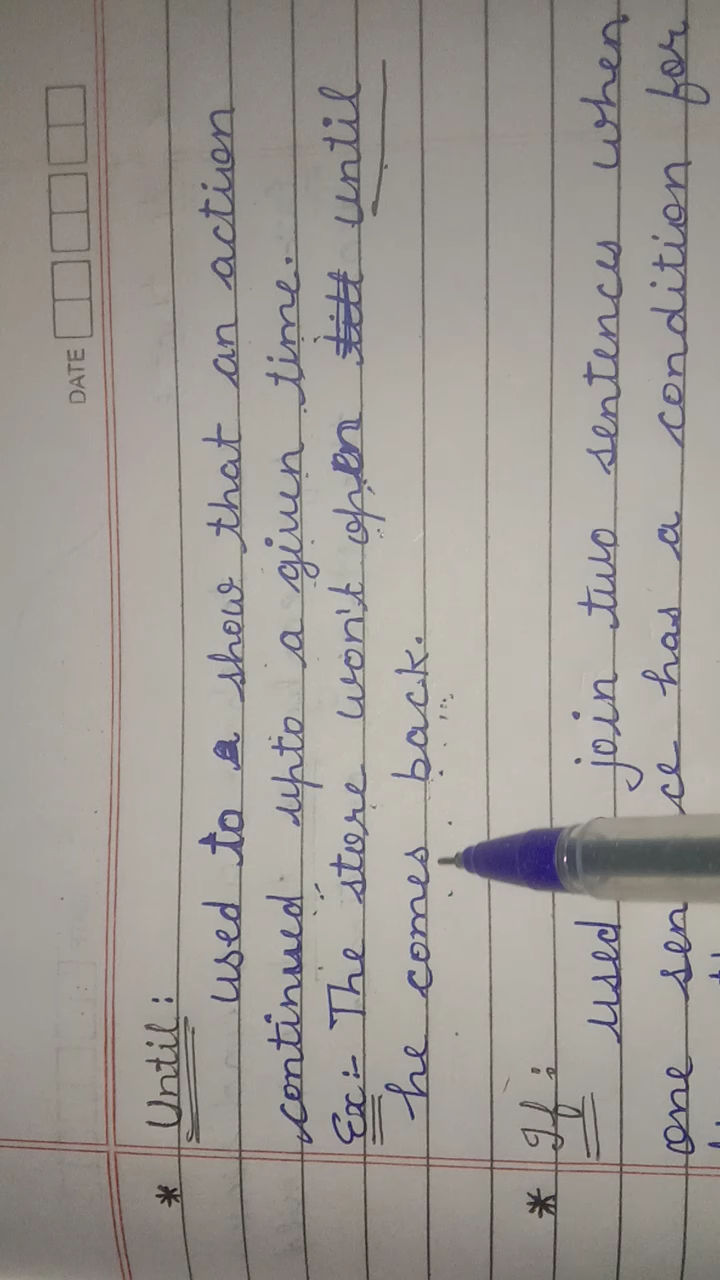 DATE
* Until :
used to a show that an action
continued upto a given time.
Ex:- The store won't open till until
he comes back.
* If :
used join two sentences when
one sen ce has a condition for